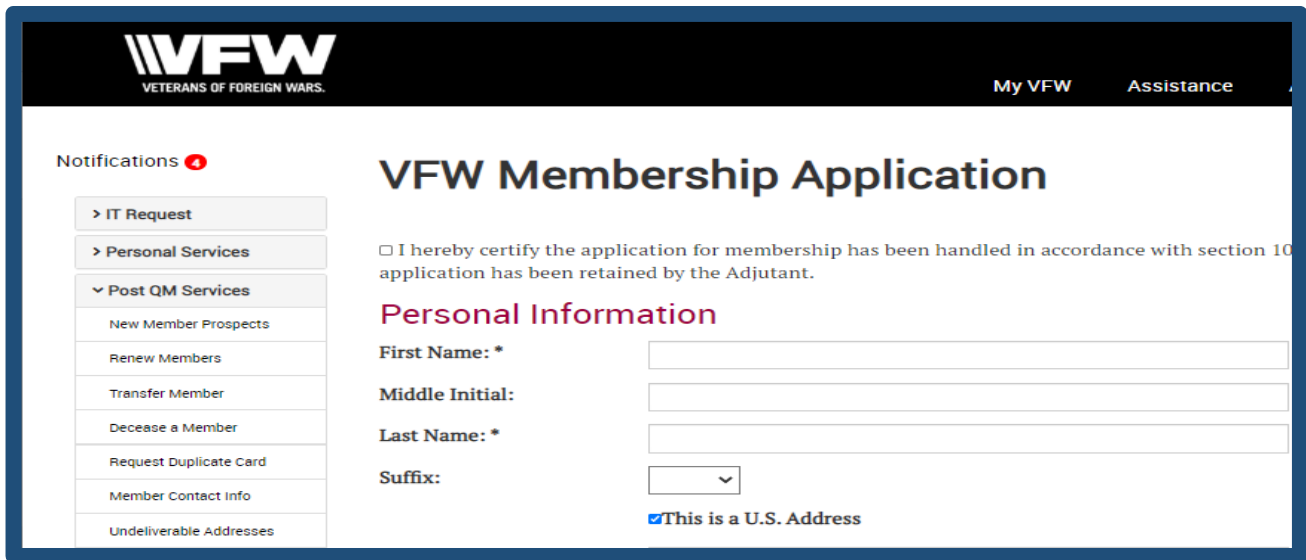 VFW
VETERANS OF FOREIGN WARS.
My VFW Assistance
Notifications 4
> IT Request
> Personal Services
Post QM Services
New Member Prospects
Renew Members
Transfer Member
Decease a Member
Request Duplicate Card
Member Contact Info
Undeliverable Addresses
VFW Membership Application
I hereby certify the application for membership has been handled in accordance with section 10
application has been retained by the Adjutant.
Personal Information
First Name: *
Middle Initial:
Last Name: *
Suffix:
This is a U.S. Address